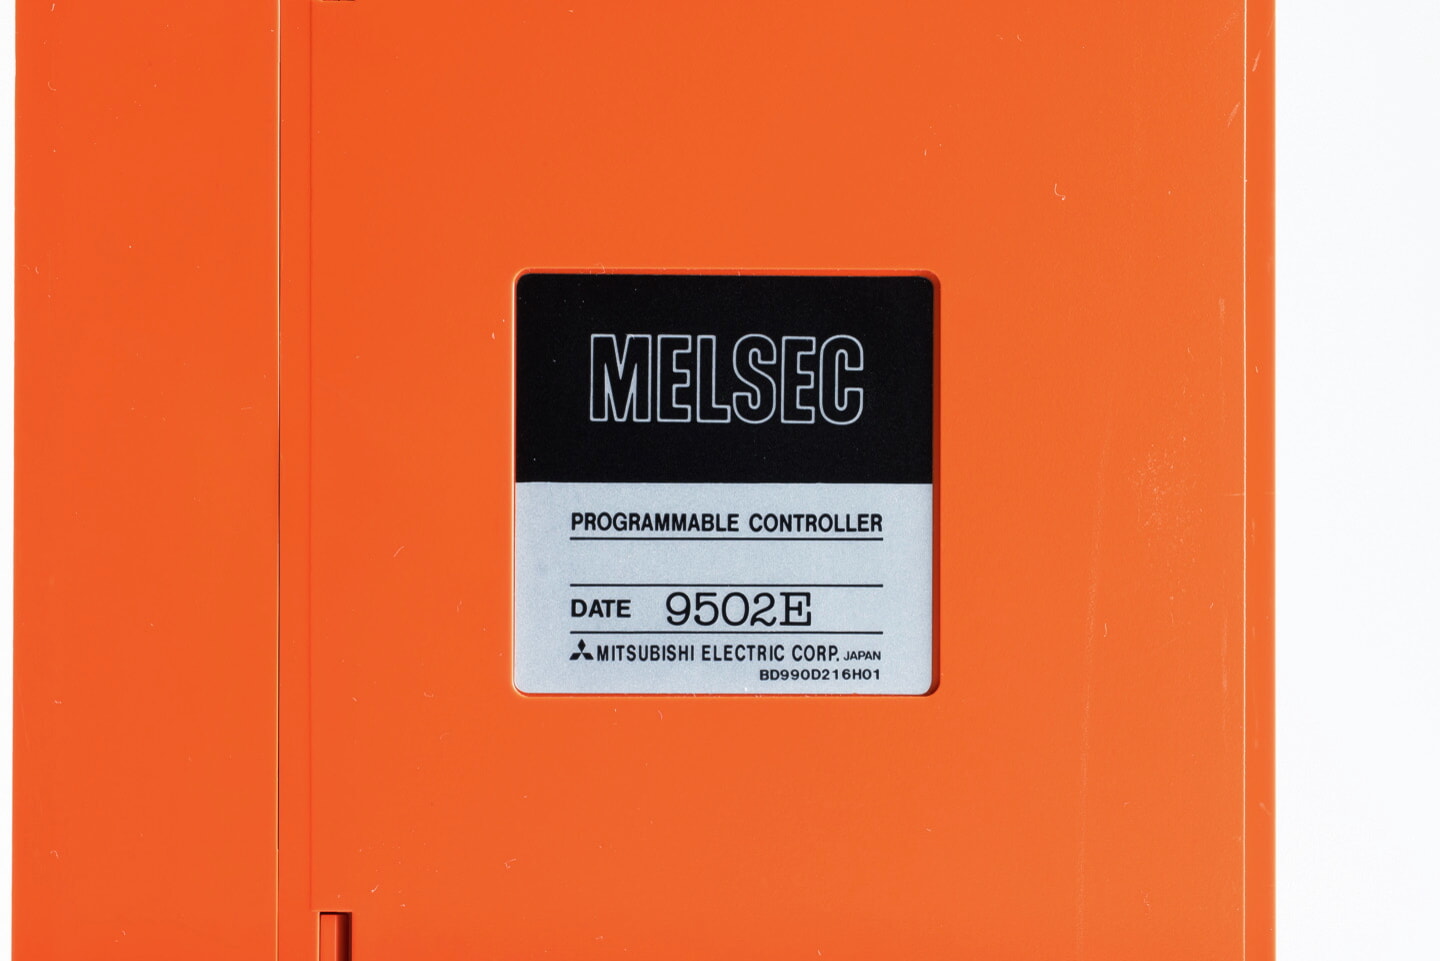 MELSEC
PROGRAMMABLE CONTROLLER
DATE 9502E
MITSUBISHI ELECTRIC CORP. JAPAN
BD990D216H01